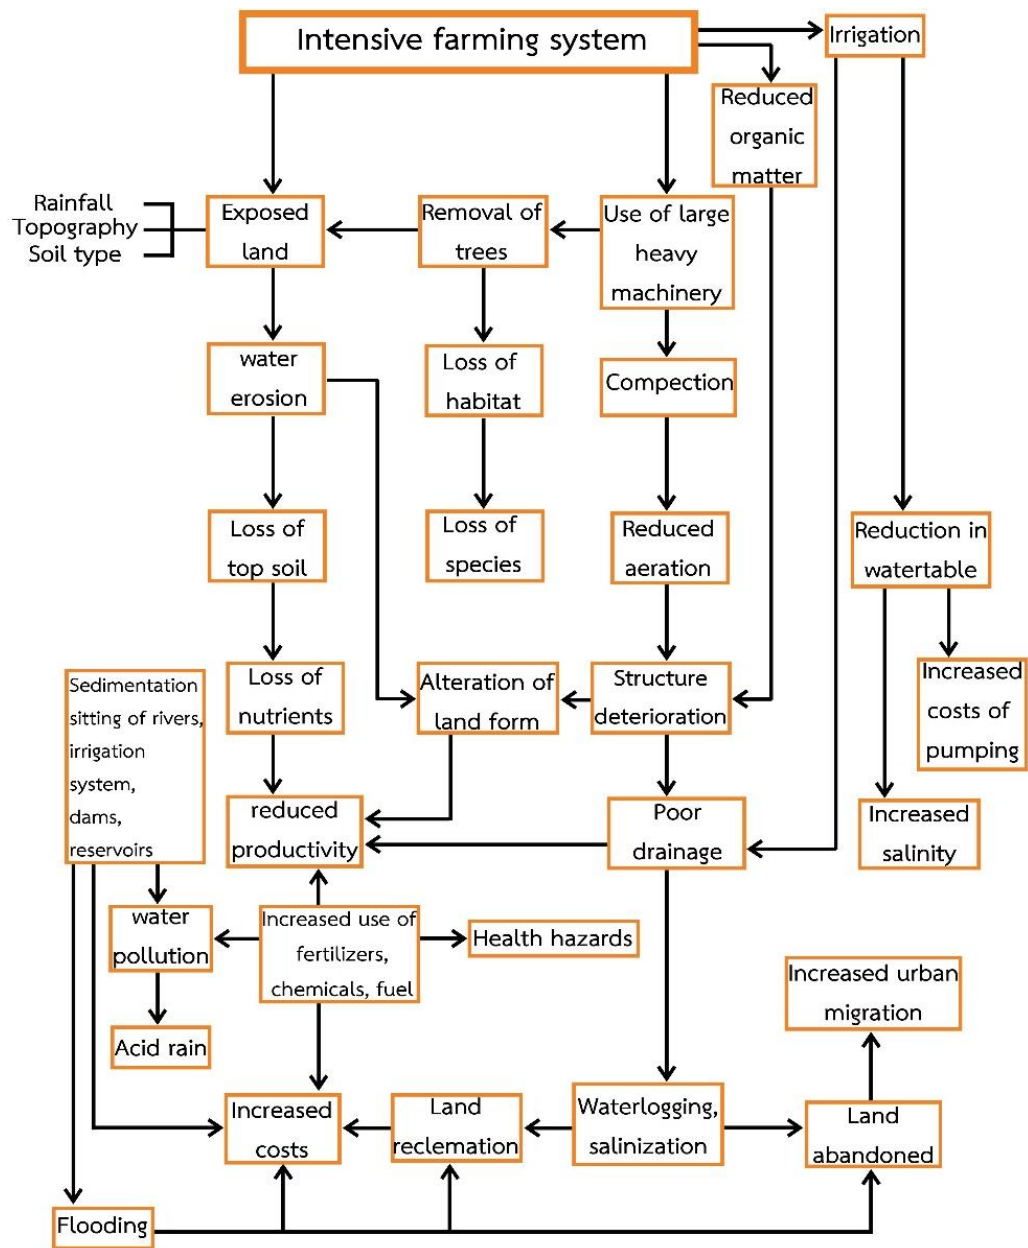 Intensive farming system
Irrigation
Reduced
organic
matter
Rainfall
Topography
Soil type
Exposed
land
Removal of
trees
Use of large
heavy
machinery
water
erosion
Loss of
habitat
Compection
Loss of
top soil
Loss of
species
Reduced
aeration
Reduction in
watertable
Sedimentation
sitting of rivers,
irrigation
system,
dams,
reservoirs
Loss of
nutrients
Alteration of
land form
Structure
deterioration
Increased
costs of
pumping
reduced
productivity
Poor
drainage
Increased
salinity
water
pollution
Increased use of
fertilizers,
chemicals, fuel
Health hazards
Increased urban
migration
Acid rain
Increased
costs
Land
reclemation
Waterlogging,
salinization
Land
abandoned
Flooding